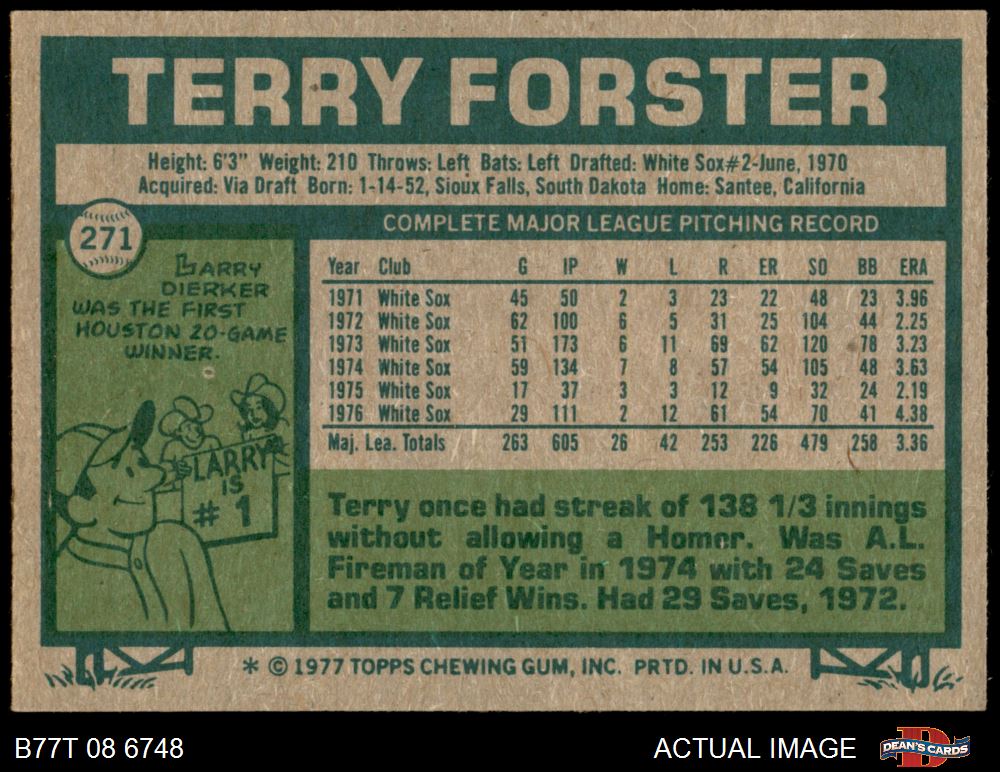 TERRY FORSTER
Height: 6'3" Weight: 210 Throws: Left Bats: Left Drafted: White Sox#2-June, 1970
Acquired: Via Draft Born: 1-14-52, Sioux Falls, South Dakota Home: Santee, California
271
COMPLETE MAJOR LEAGUE PITCHING RECORD
LARRY
DIERKER
WAS THE FIRST
HOUSTON 20-GAME
WINNER.
LARRY
IS
# 1
Year Club G IP W L R ER SO BB ERA
1971 White Sox 45 50 2 3 23 22 48 23 3.96
1972 White Sox 62 100 6 5 31 25 104 44 2.25
1973 White Sox 51 173 6 11 69 62 120 78 3.23
1974 White Sox 59 134 7 8 57 54 105 48 3.63
1975 White Sox 17 37 3 3 12 9 32 24 2.19
1976 White Sox 29 111 2 12 61 54 70 41 4.38
Maj. Lea. Totals 263 605 26 42 253 226 479 258 3.36
Terry once had streak of 138 1/3 innings
without allowing a Homer. Was A.L.
Fireman of Year in 1974 with 24 Saves
and 7 Relief Wins. Had 29 Saves, 1972.
* © 1977 TOPPS CHEWING GUM, INC. PRTD. IN U.S.A.
B77T 08 6748
ACTUAL IMAGE
D
DEAN'S CARDS